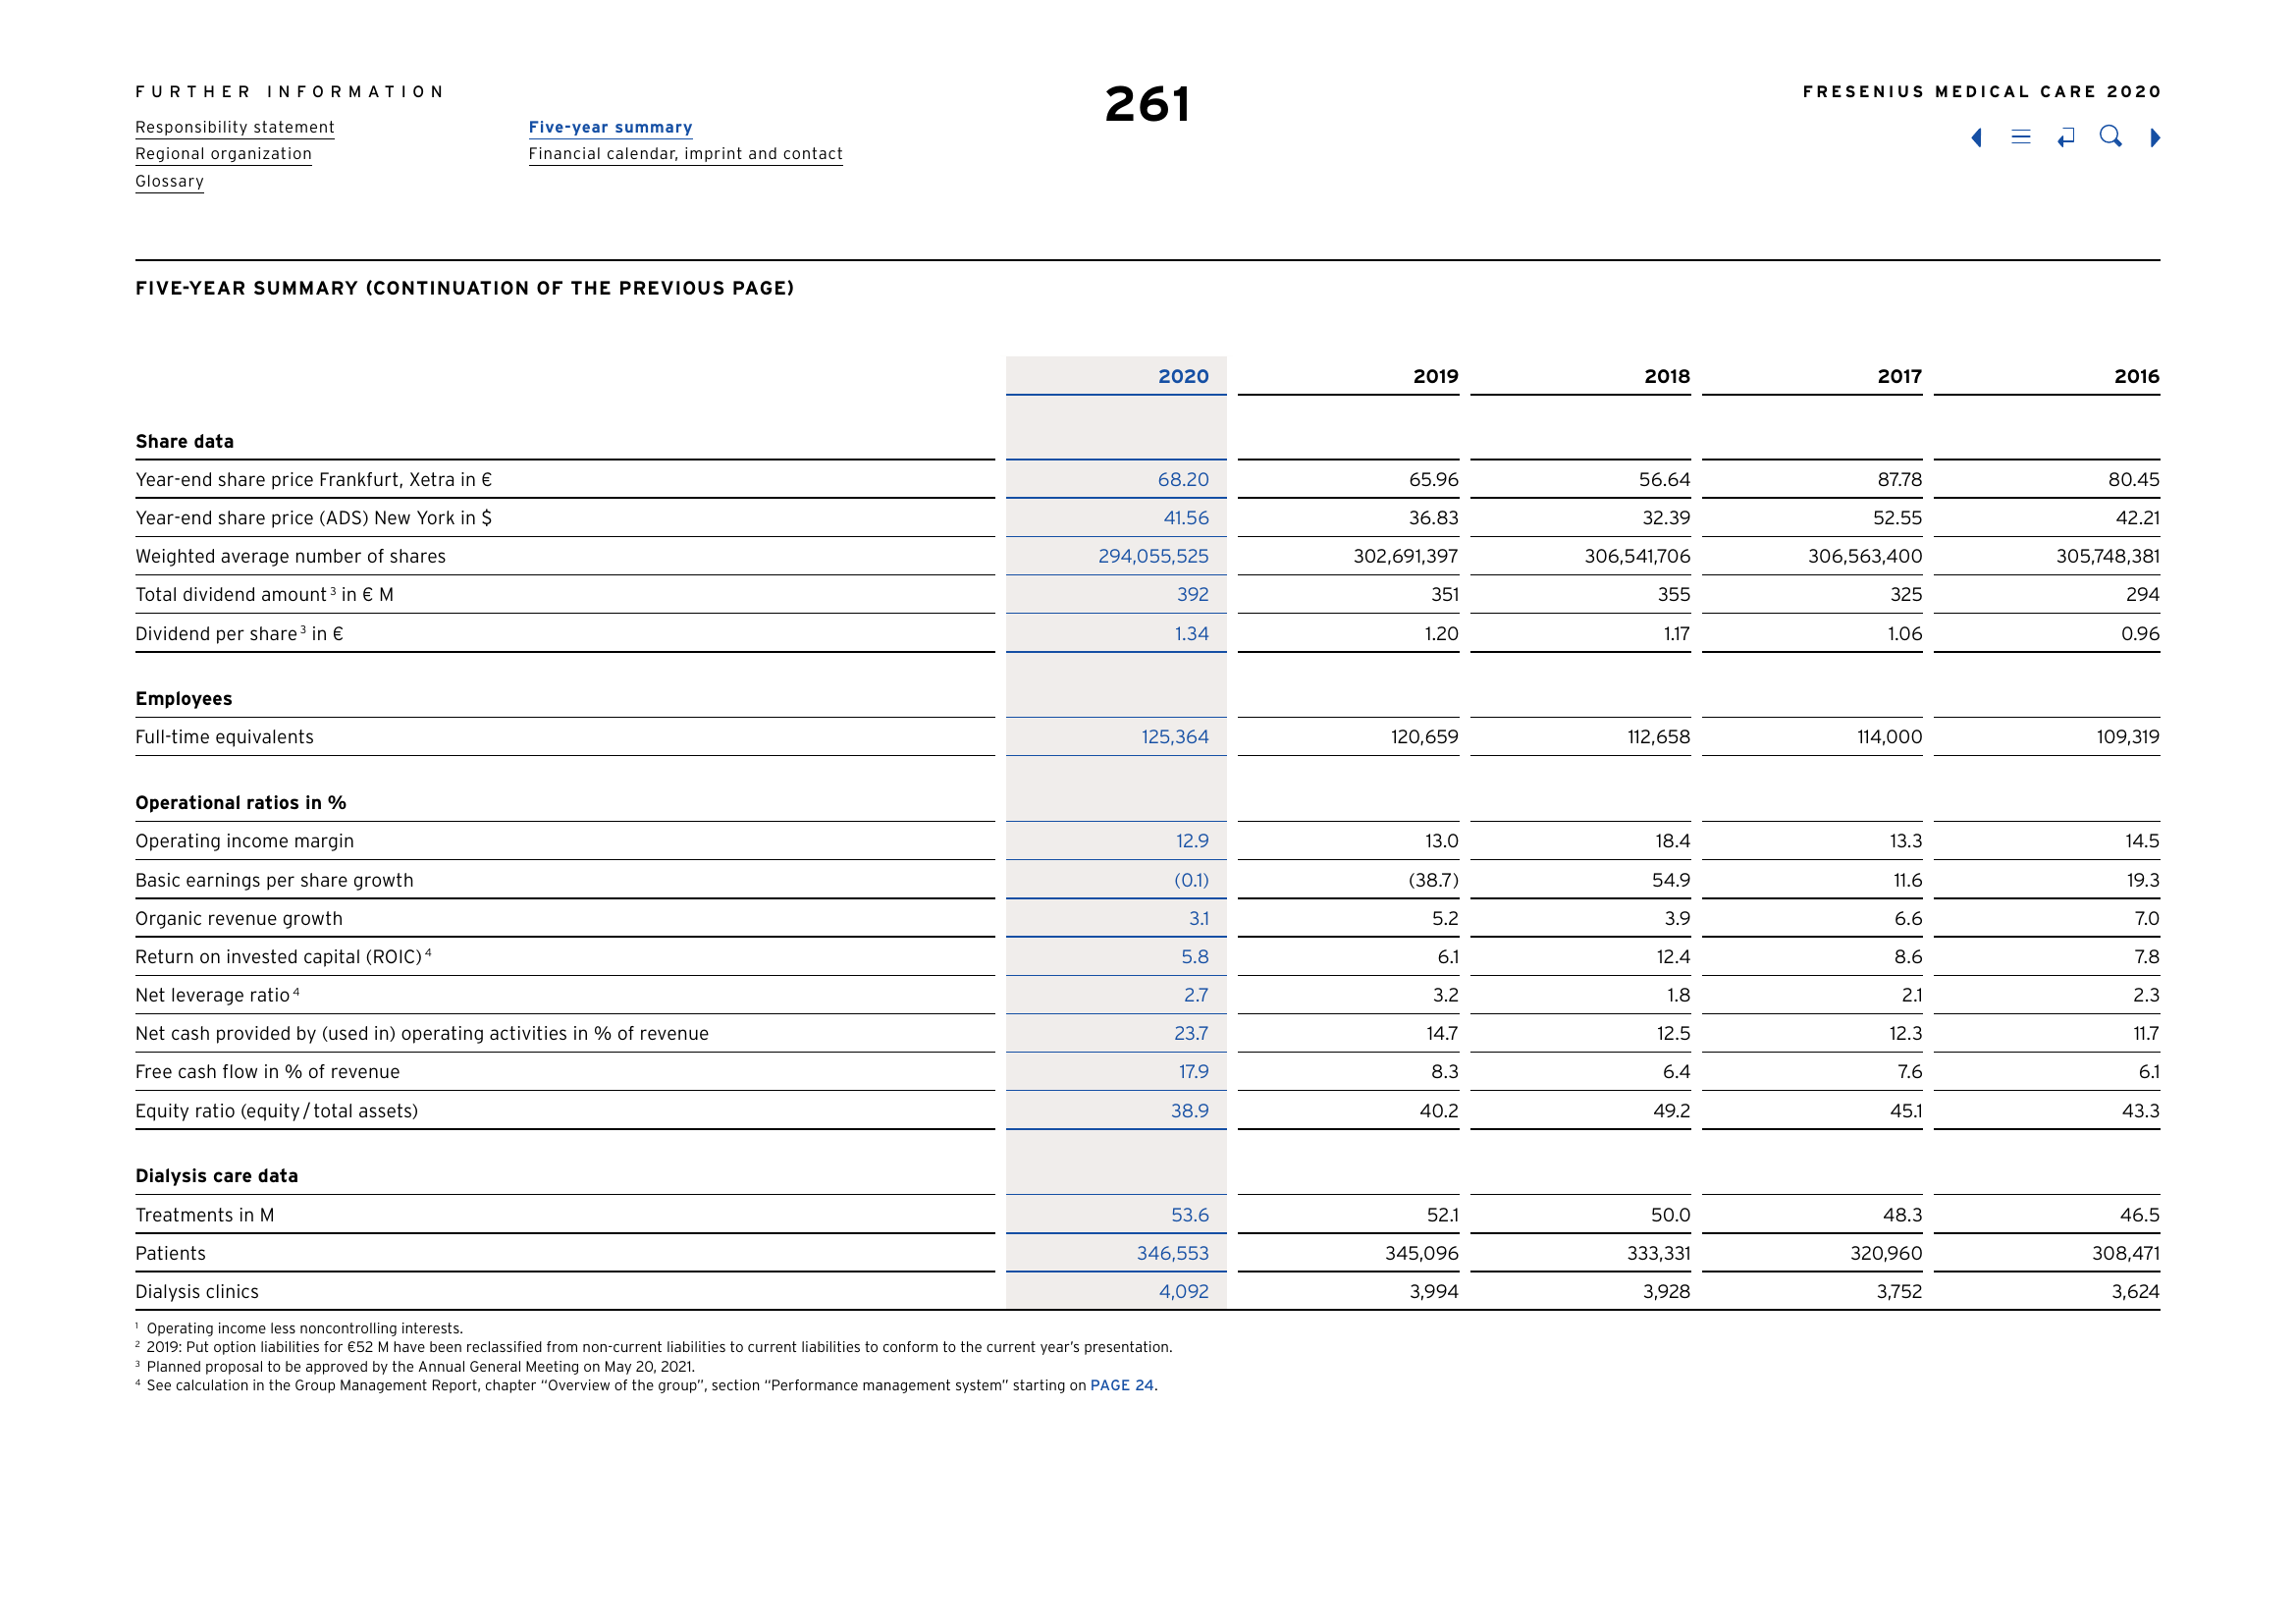 FURTHER INFORMATION
261
FRESENIUS MEDICAL CARE 2020
Responsibility statement
Regional organization
Glossary
Five-year summary
Financial calendar, imprint and contact
FIVE-YEAR SUMMARY (CONTINUATION OF THE PREVIOUS PAGE)
2020 2019 2018 2017 2016
Share data
Year-end share price Frankfurt, Xetra in € 68.20 65.96 56.64 87.78 80.45
Year-end share price (ADS) New York in $ 41.56 36.83 32.39 52.55 42.21
Weighted average number of shares 294,055,525 302,691,397 306,541,706 306,563,400 305,748,381
Total dividend amount ³ in € M 392 351 355 325 294
Dividend per share ³ in € 1.34 1.20 1.17 1.06 0.96
Employees
Full-time equivalents 125,364 120,659 112,658 114,000 109,319
Operational ratios in %
Operating income margin 12.9 13.0 18.4 13.3 14.5
Basic earnings per share growth (0.1) (38.7) 54.9 11.6 19.3
Organic revenue growth 3.1 5.2 3.9 6.6 7.0
Return on invested capital (ROIC) ⁴ 5.8 6.1 12.4 8.6 7.8
Net leverage ratio ⁴ 2.7 3.2 1.8 2.1 2.3
Net cash provided by (used in) operating activities in % of revenue 23.7 14.7 12.5 12.3 11.7
Free cash flow in % of revenue 17.9 8.3 6.4 7.6 6.1
Equity ratio (equity / total assets) 38.9 40.2 49.2 45.1 43.3
Dialysis care data
Treatments in M 53.6 52.1 50.0 48.3 46.5
Patients 346,553 345,096 333,331 320,960 308,471
Dialysis clinics 4,092 3,994 3,928 3,752 3,624
¹ Operating income less noncontrolling interests.
² 2019: Put option liabilities for €52 M have been reclassified from non-current liabilities to current liabilities to conform to the current year’s presentation.
³ Planned proposal to be approved by the Annual General Meeting on May 20, 2021.
⁴ See calculation in the Group Management Report, chapter “Overview of the group”, section “Performance management system” starting on PAGE 24.